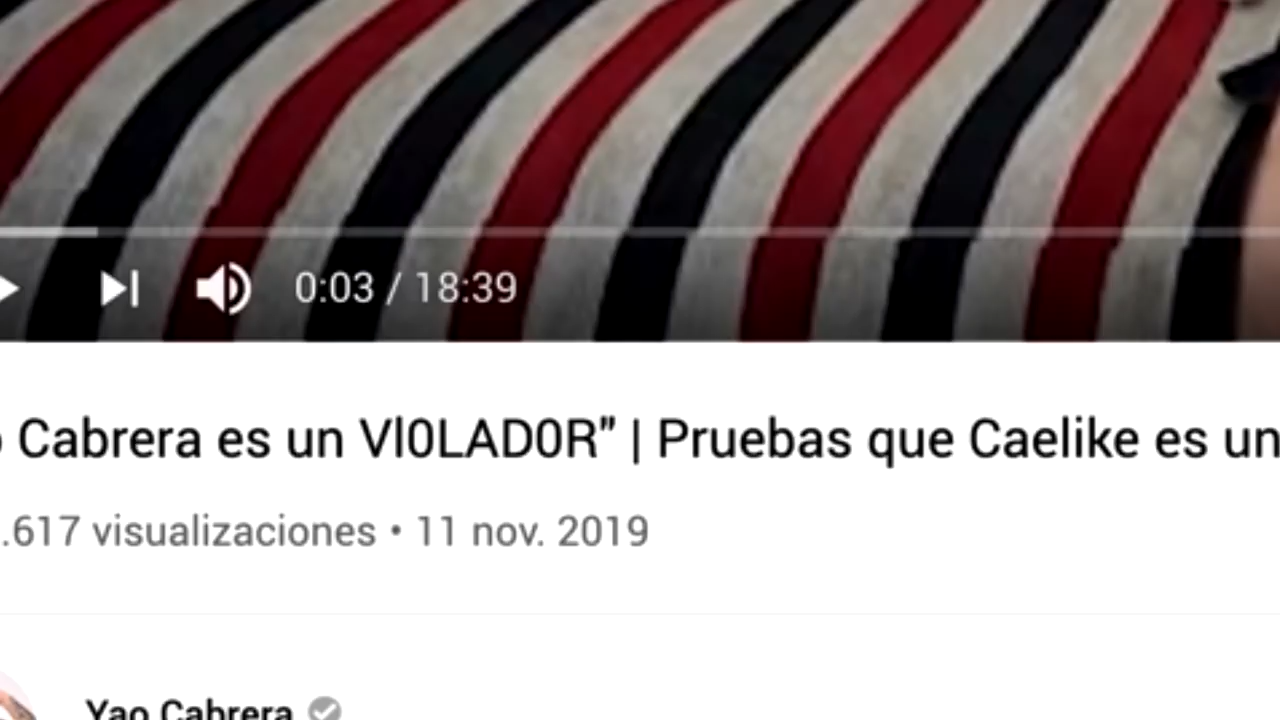 0:03 / 18:39
o Cabrera es un Vl0LAD0R" | Pruebas que Caelike es un
.617 visualizaciones • 11 nov. 2019
Yao Cabrera